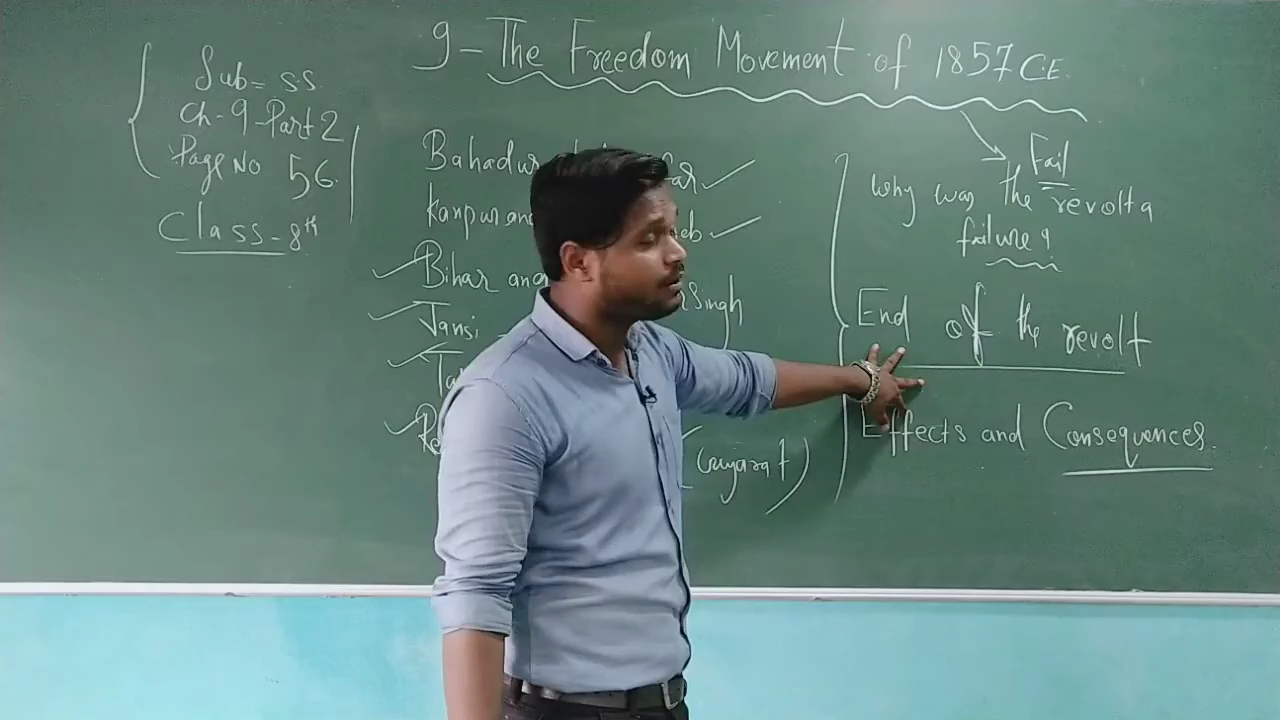 9-The Freedom Movement of 1857 C.E.
Sub = SS.
Ch-9-Part 2
Page No 56.
Class-8th
Bahadur
Kanpur and
Bihar and Singh
Jansi
(Gujarat)
Fail
Why was the revolt a
failure?
End of the revolt
Effects and Consequences.